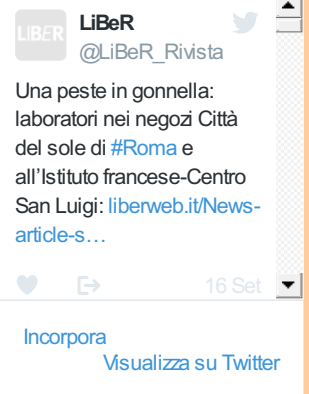 LIBER
LiBeR
@LiBeR_Rivista
Una peste in gonnella:
laboratori nei negozi Città
del sole di #Roma e
all'Istituto francese-Centro
San Luigi: liberweb.it/News-
article-s…
16 Set
Incorpora
Visualizza su Twitter